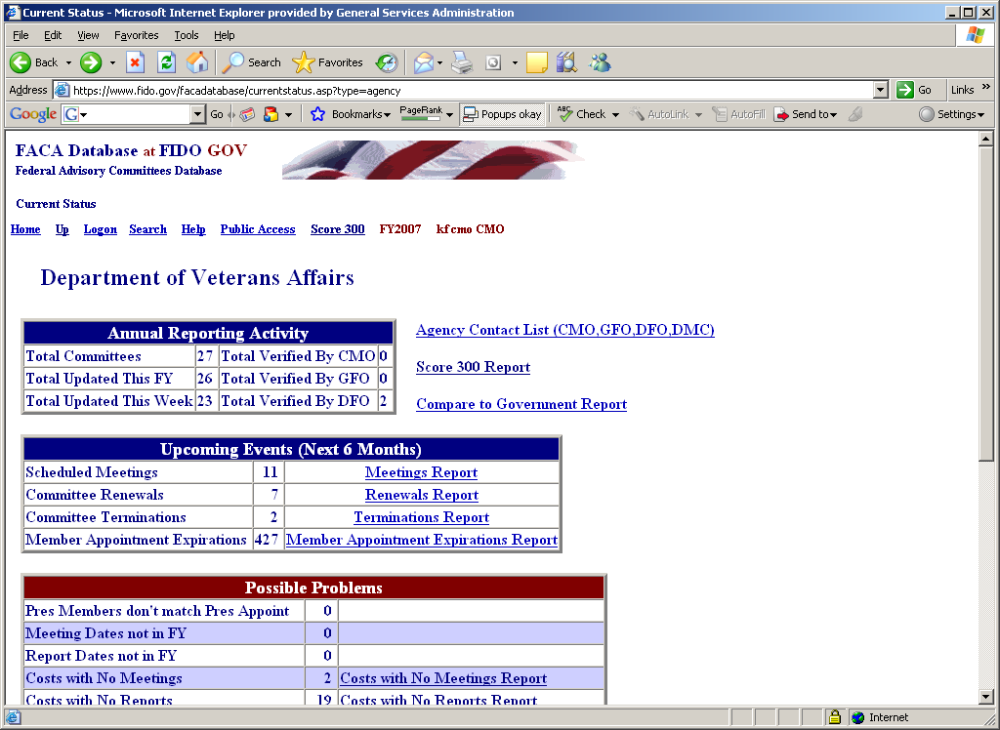 Current Status - Microsoft Internet Explorer provided by General Services Administration
File Edit View Favorites Tools Help
Back Search Favorites
Address https://www.fido.gov/facadatabase/currentstatus.asp?type=agency Go Links »
Google G Go Bookmarks PageRank Popups okay ABC Check AutoLink AutoFill Send to Settings
FACA Database at FIDO GOV
Federal Advisory Committees Database
Current Status
Home Up Logon Search Help Public Access Score 300 FY2007 kfcmo CMO
Department of Veterans Affairs
Annual Reporting Activity
Total Committees 27 Total Verified By CMO 0
Total Updated This FY 26 Total Verified By GFO 0
Total Updated This Week 23 Total Verified By DFO 2
Agency Contact List (CMO,GFO,DFO,DMC)
Score 300 Report
Compare to Government Report
Upcoming Events (Next 6 Months)
Scheduled Meetings 11 Meetings Report
Committee Renewals 7 Renewals Report
Committee Terminations 2 Terminations Report
Member Appointment Expirations 427 Member Appointment Expirations Report
Possible Problems
Pres Members don't match Pres Appoint 0
Meeting Dates not in FY 0
Report Dates not in FY 0
Costs with No Meetings 2 Costs with No Meetings Report
Costs with No Reports 19 Costs with No Reports Report
Internet